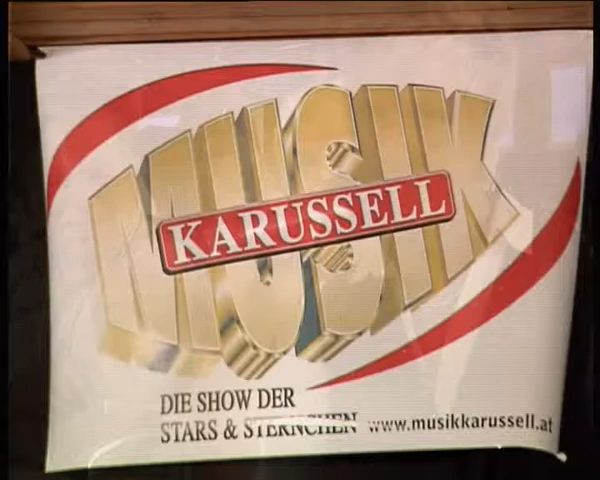 MUSIK
KARUSSELL
DIE SHOW DER
STARS & STERNCHEN www.musikkarussell.at